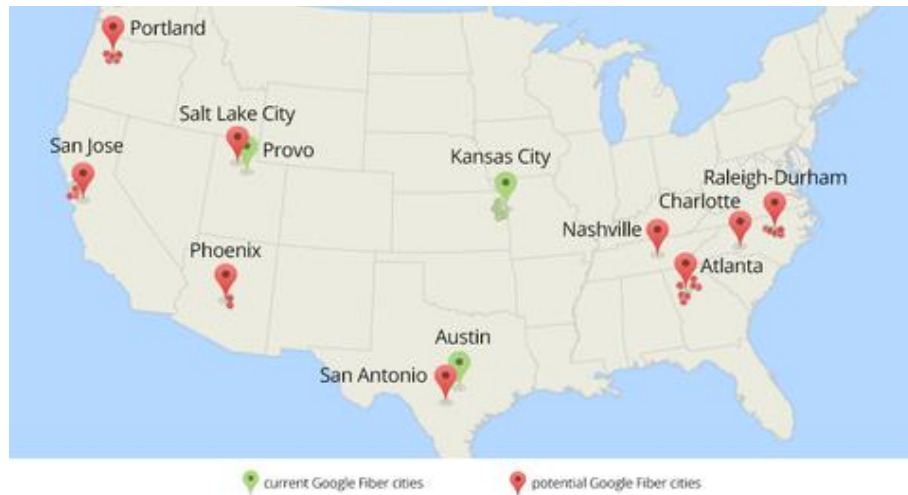 Portland
Salt Lake City
San Jose
Provo
Kansas City
Raleigh-Durham
Charlotte
Nashville
Phoenix
Atlanta
Austin
San Antonio
current Google Fiber cities
potential Google Fiber cities